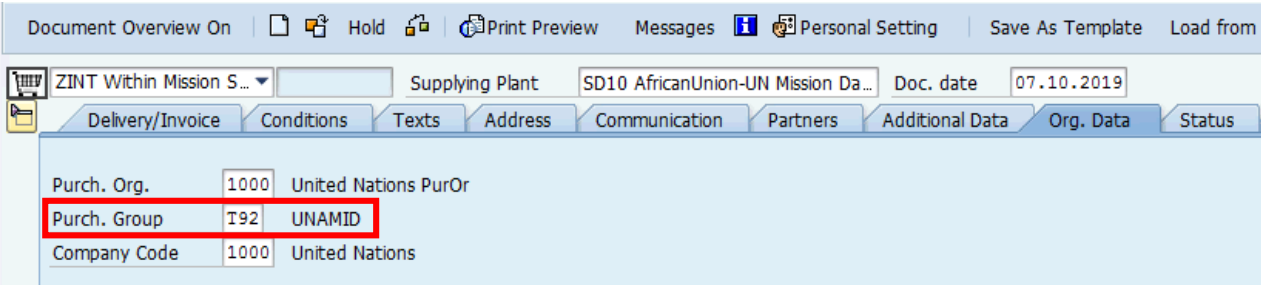 Document Overview On Hold Print Preview Messages Personal Setting Save As Template Load from
ZINT Within Mission S... Supplying Plant SD10 AfricanUnion-UN Mission Da... Doc. date 07.10.2019
Delivery/Invoice Conditions Texts Address Communication Partners Additional Data Org. Data Status
Purch. Org. 1000 United Nations PurOr
Purch. Group T92 UNAMID
Company Code 1000 United Nations